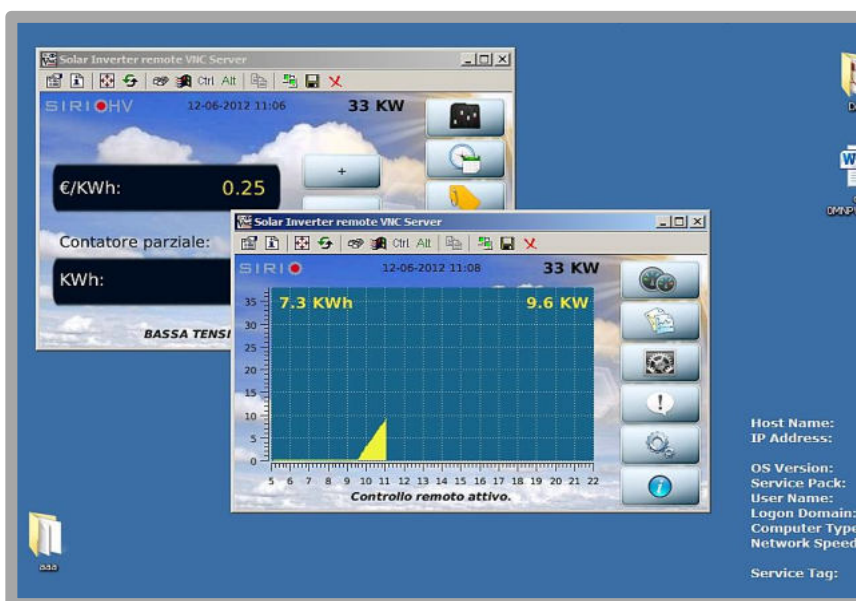 Solar Inverter remote VNC Server
Ctrl Alt
SIRIO HV 12-06-2012 11:06 33 KW
€/KWh: 0.25
+
Contatore parziale:
KWh:
BASSA TENSI
Solar Inverter remote VNC Server
Ctrl Alt
SIRIO 12-06-2012 11:08 33 KW
7.3 KWh 9.6 KW
35
30
25
20
15
10
5
0
5 6 7 8 9 10 11 12 13 14 15 16 17 18 19 20 21 22
Controllo remoto attivo.
aaa
Host Name:
IP Address:
OS Version:
Service Pack:
User Name:
Logon Domain:
Computer Type
Network Speed
Service Tag: